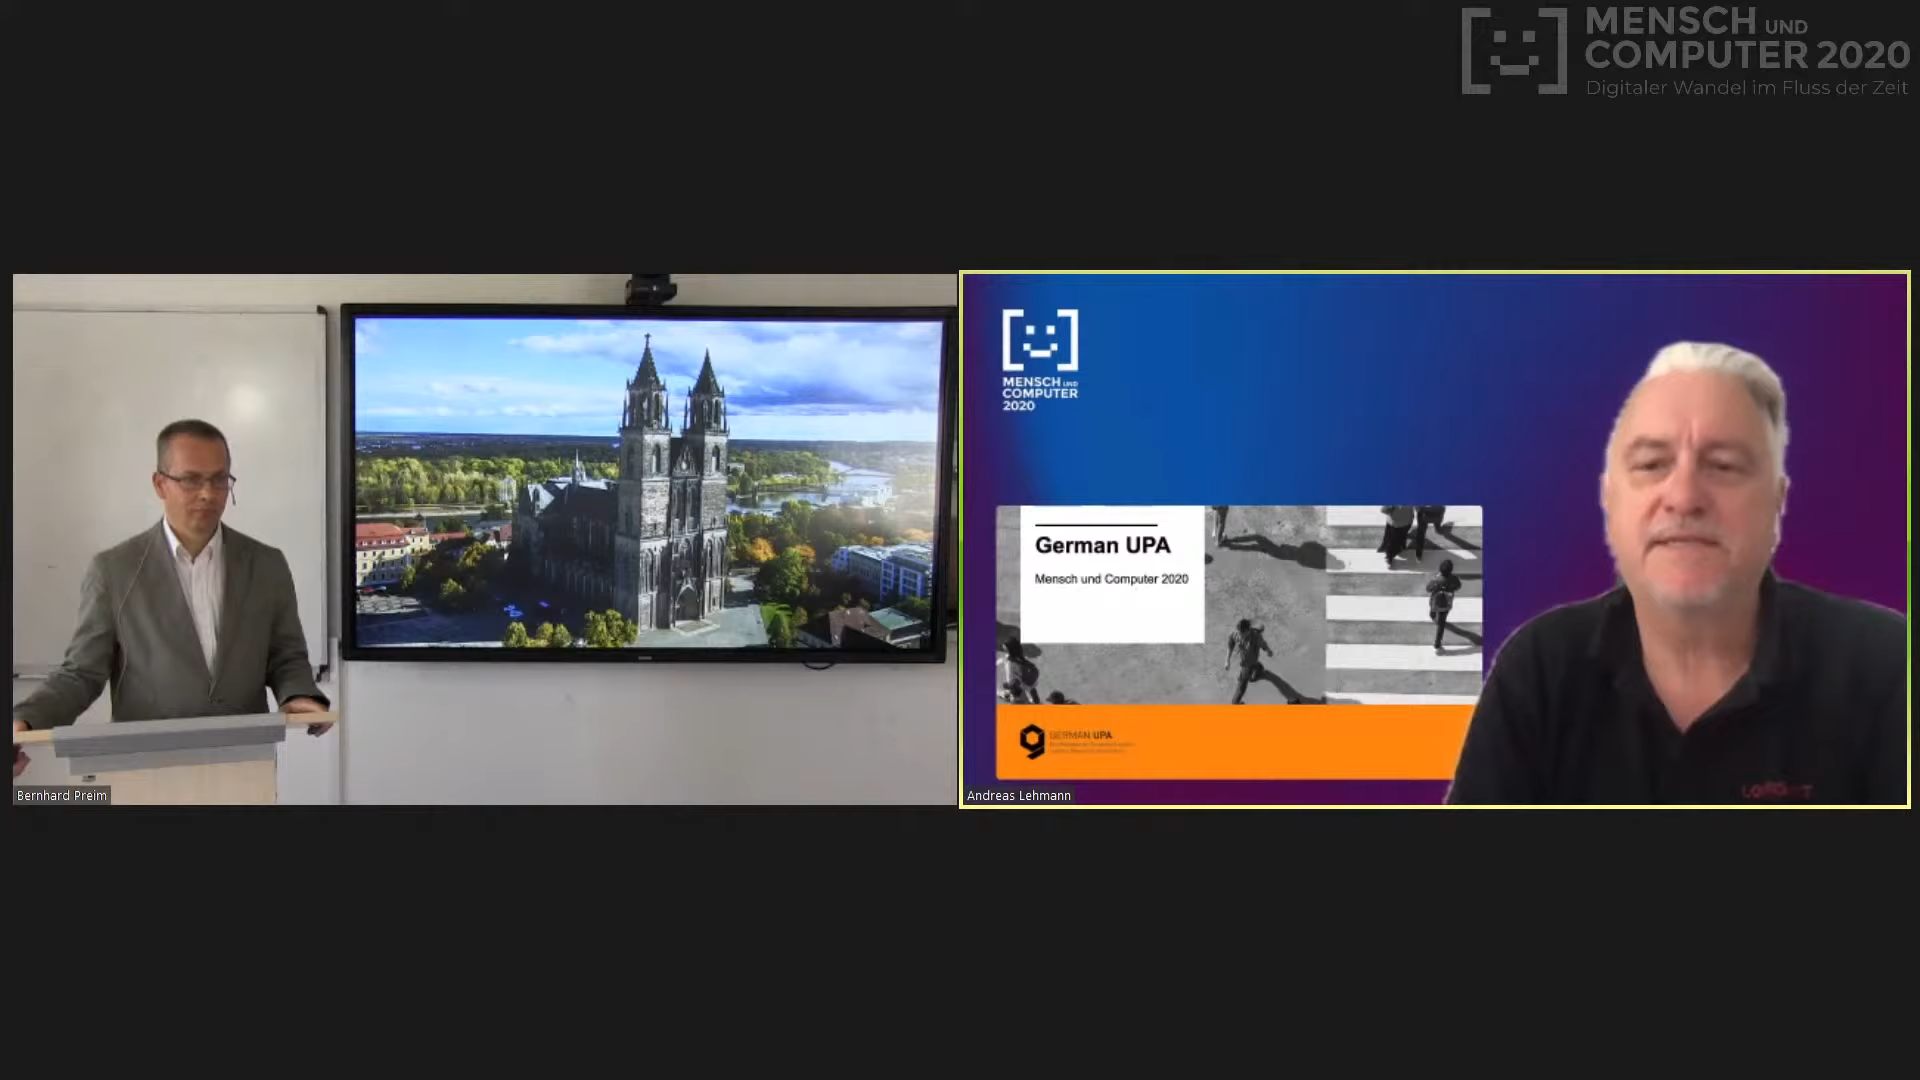 MENSCH UND
COMPUTER 2020
Digitaler Wandel im Fluss der Zeit
MENSCH UND
COMPUTER
2020
German UPA
Mensch und Computer 2020
GERMAN UPA
Bernhard Preim
Andreas Lehmann